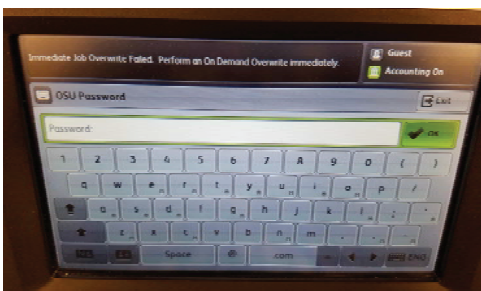 Immediate Job Overwrite Failed. Perform an On Demand Overwrite immediately.
Guest
Accounting On
OSU Password
Exit
Password:
OK
1 2 3 4 5 6 7 8 9 0 ( )
q w e r t y u i o p /
a s d f g h j k l ; '
z x c v b n m , . -
Space @ .com ENG